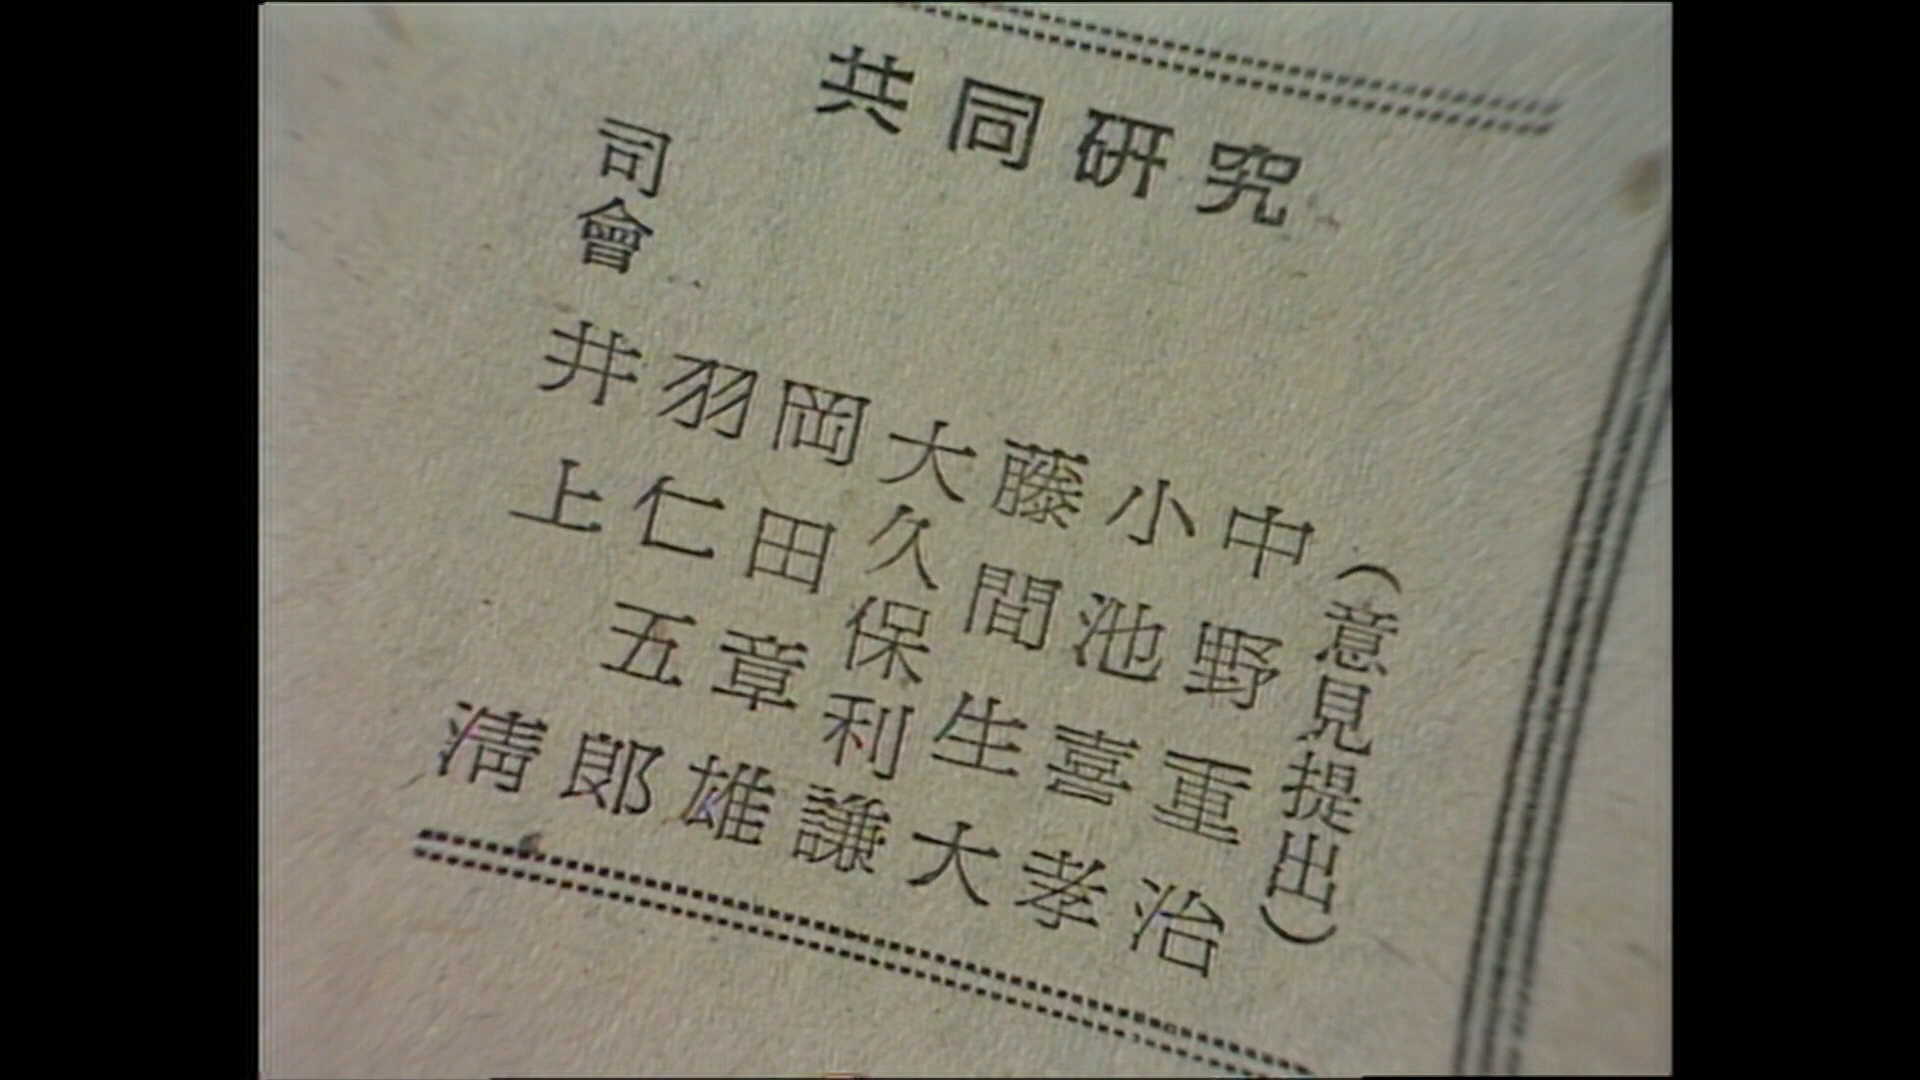 共同研究
（意見提出）
中野重治
小池喜孝
藤間生大
大久保利謙
岡田章雄
羽仁五郎
司會
井上淸